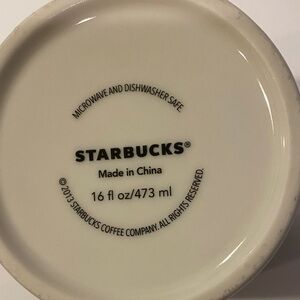 MICROWAVE AND DISHWASHER SAFE.
STARBUCKS®
Made in China
16 fl oz/473 ml
© 2013 STARBUCKS COFFEE COMPANY. ALL RIGHTS RESERVED.